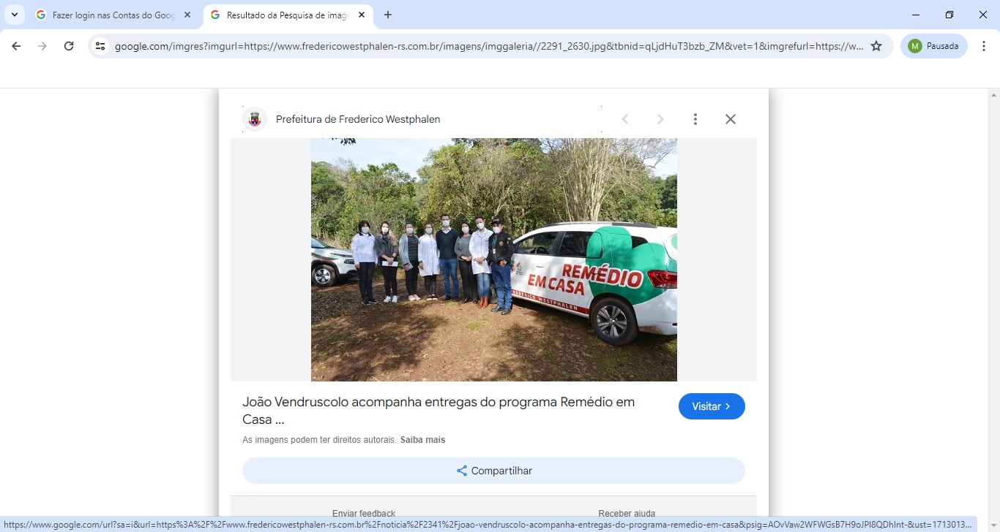 Fazer login nas Contas do Goog
Resultado da Pesquisa de imag
google.com/imgres?imgurl=https://www.fredericowestphalen-rs.com.br/imagens/imggaleria//2291_2630.jpg&tbnid=qLjdHuT3bzb_ZM&vet=1&imgrefurl=https://w...
M Pausada
Prefeitura de Frederico Westphalen
REMÉDIO
EM CASA
FREDERICO WESTPHALEN
João Vendruscolo acompanha entregas do programa Remédio em
Casa ...
Visitar
As imagens podem ter direitos autorais. Saiba mais
Compartilhar
Enviar feedback
Receber ajuda
https://www.google.com/url?sa=i&url=https%3A%2F%2Fwww.fredericowestphalen-rs.com.br%2Fnoticia%2F2341%2Fjoao-vendruscolo-acompanha-entregas-do-programa-remedio-em-casa&psig=AOvVaw2WFWGsB7H9oJPI8QDhInt-&ust=1713013...